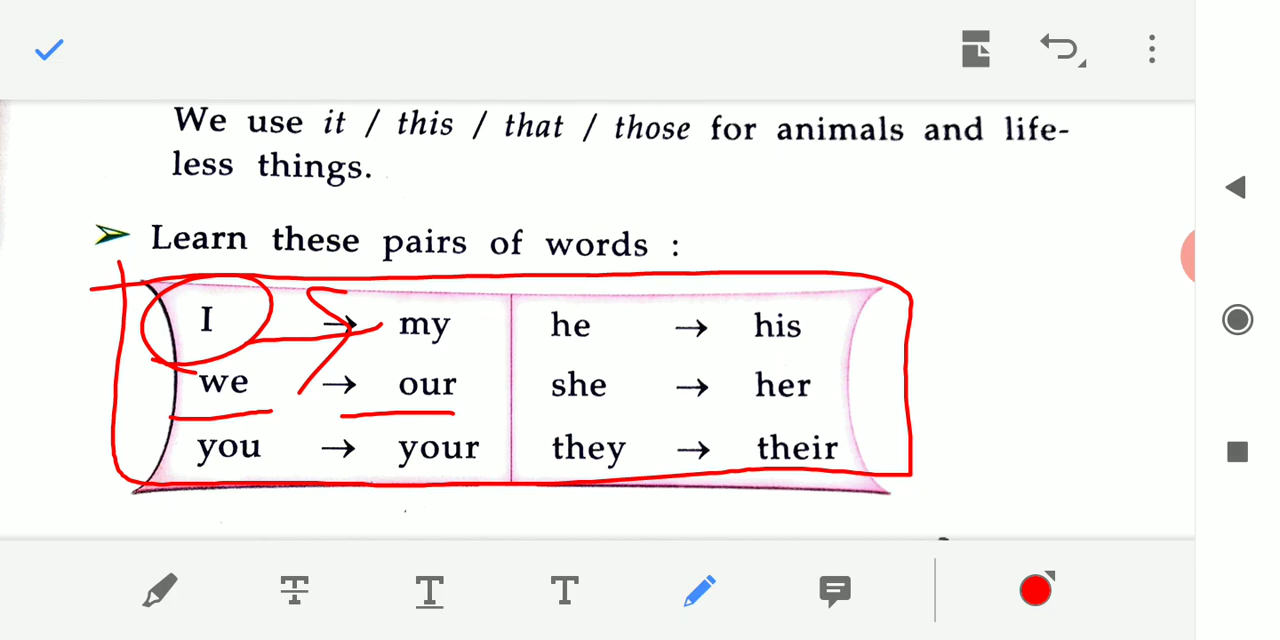 We use it / this / that / those for animals and life-
less things.
➢ Learn these pairs of words :
I → my he → his
we → our she → her
you → your they → their